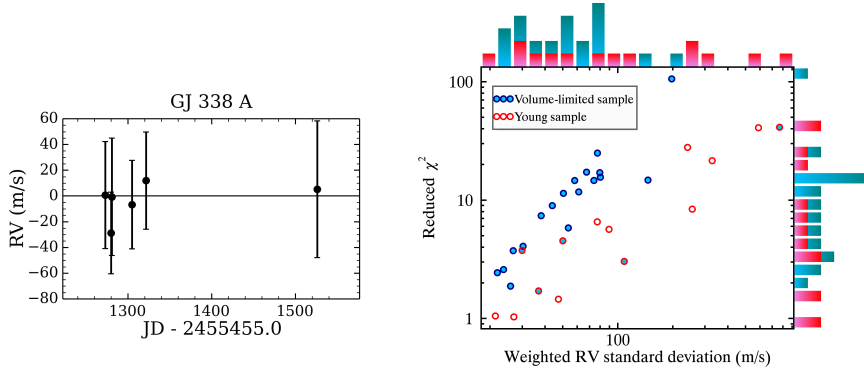 GJ 338 A
RV (m/s)
60
40
20
0
−20
−40
−60
−80
1300
1400
1500
JD - 2455455.0
Volume-limited sample
Young sample
Reduced χ²
100
10
1
100
Weighted RV standard deviation (m/s)